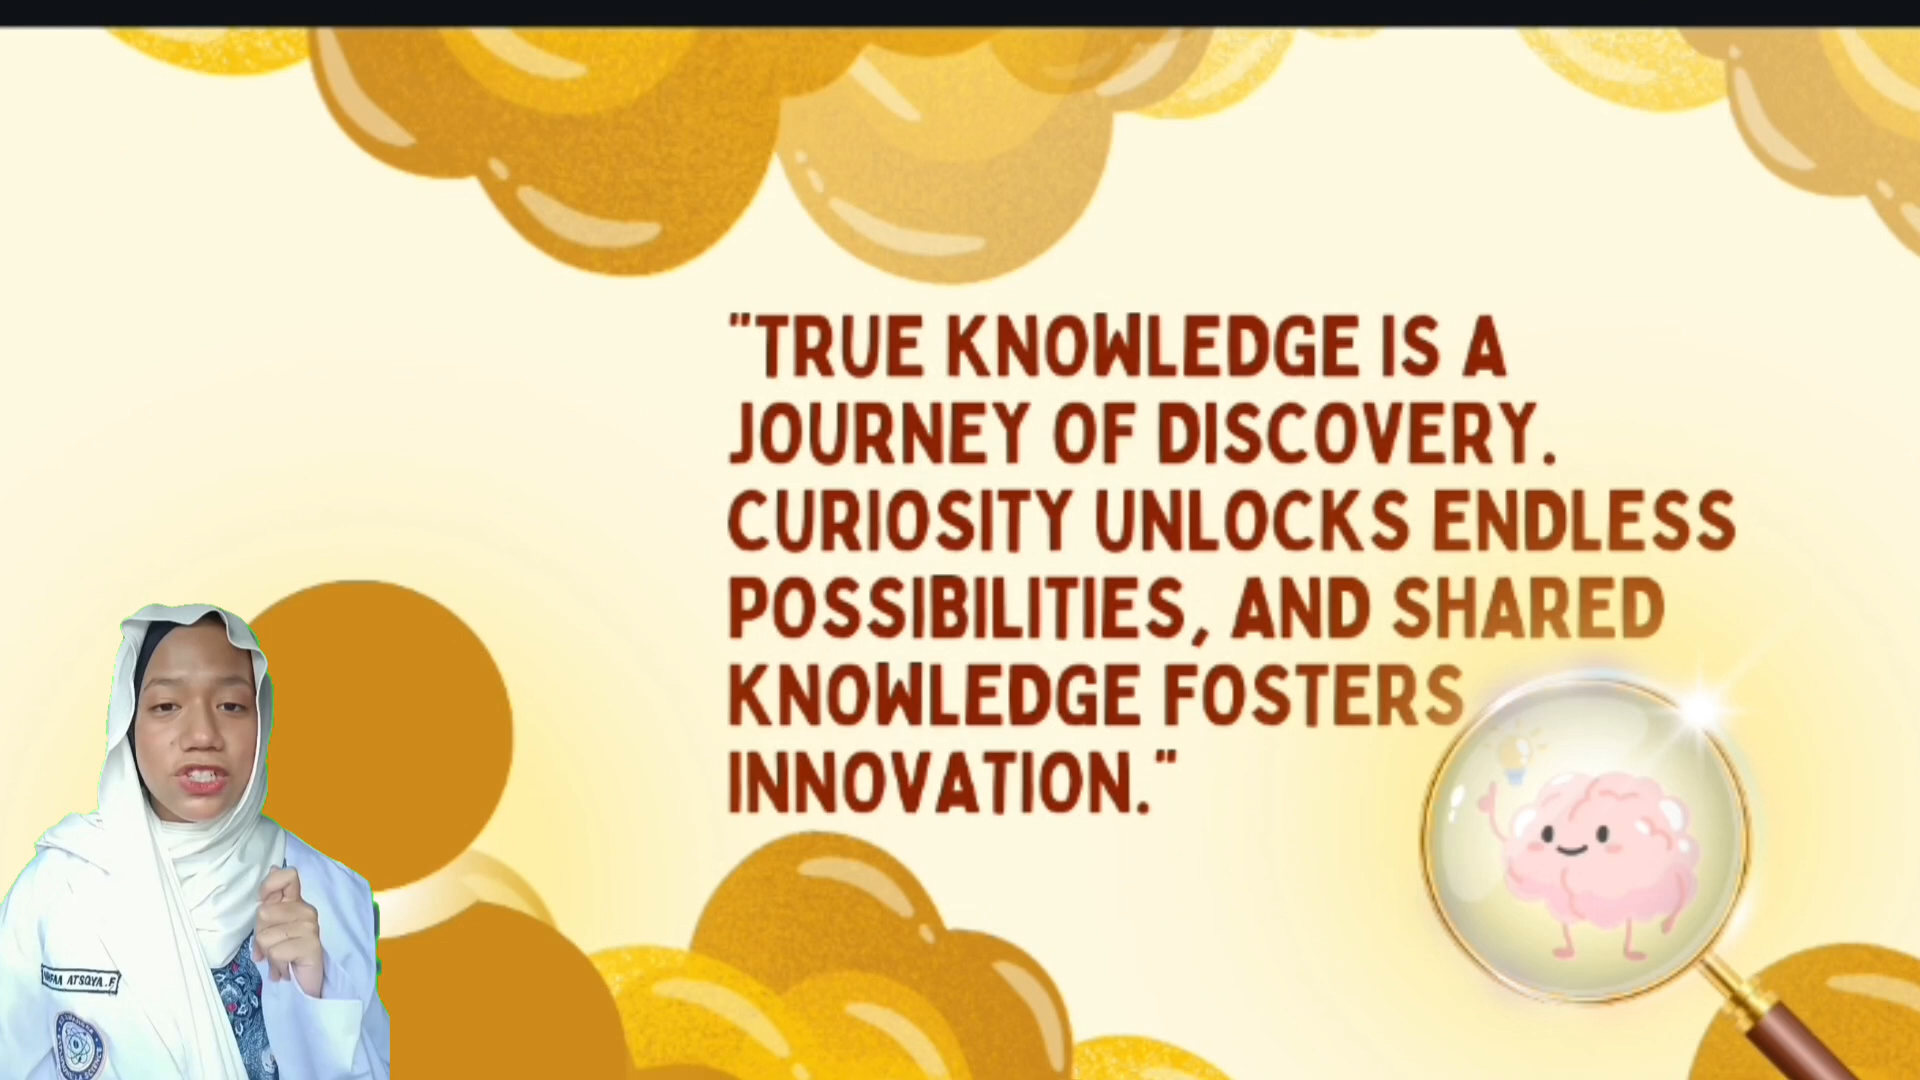 "TRUE KNOWLEDGE IS A
JOURNEY OF DISCOVERY.
CURIOSITY UNLOCKS ENDLESS
POSSIBILITIES, AND SHARED
KNOWLEDGE FOSTERS
INNOVATION."
ATSQYA.F